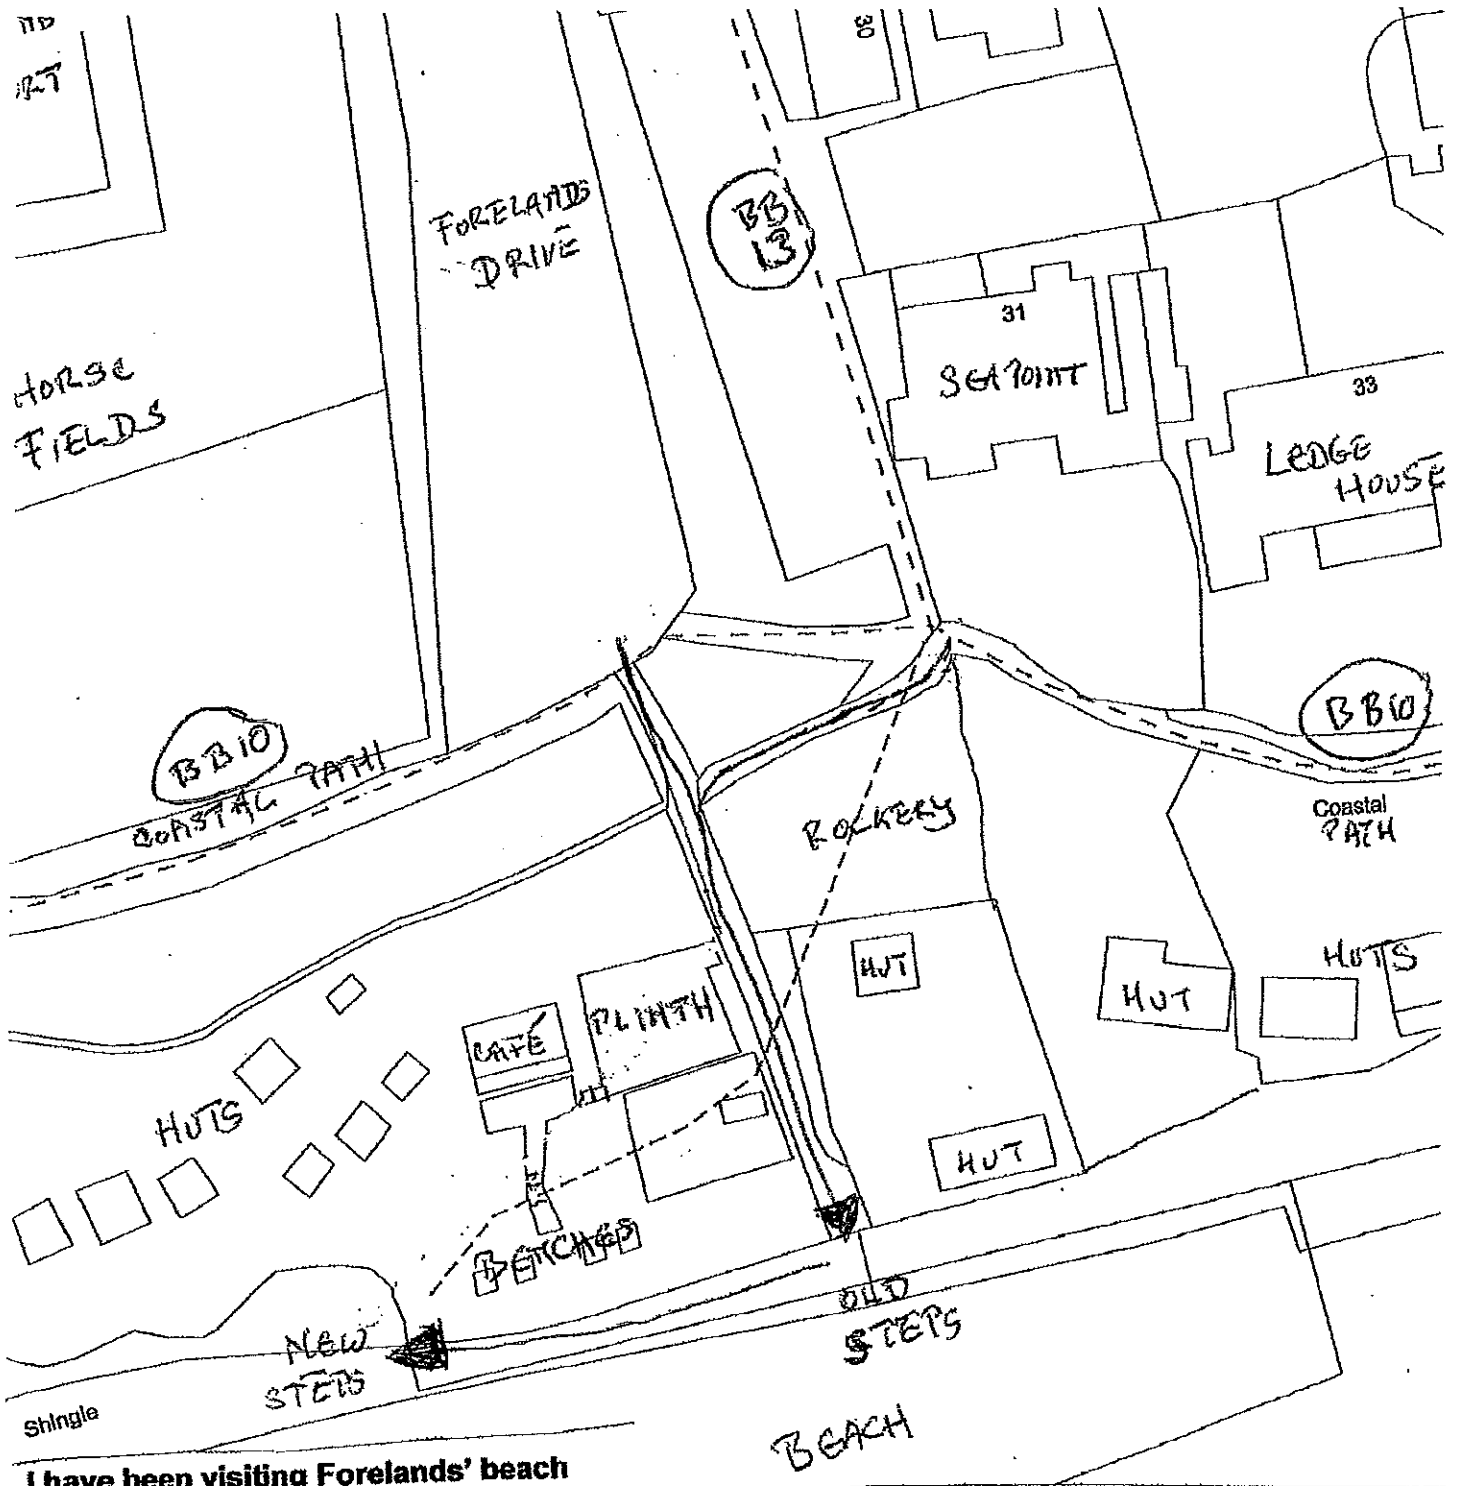 30
FORELANDS
DRIVE
BB
13
31
SEAPOINT
33
LEDGE
HOUSE
HORSE
FIELDS
BB10
COASTAL PATH
BB10
Coastal
PATH
ROCKERY
HUT
HUT
HUTS
CAFÉ
PLINTH
HUTS
HUT
BENCHES
OLD
STEPS
NEW
STEPS
Shingle
BEACH
I have been visiting Forelands' beach